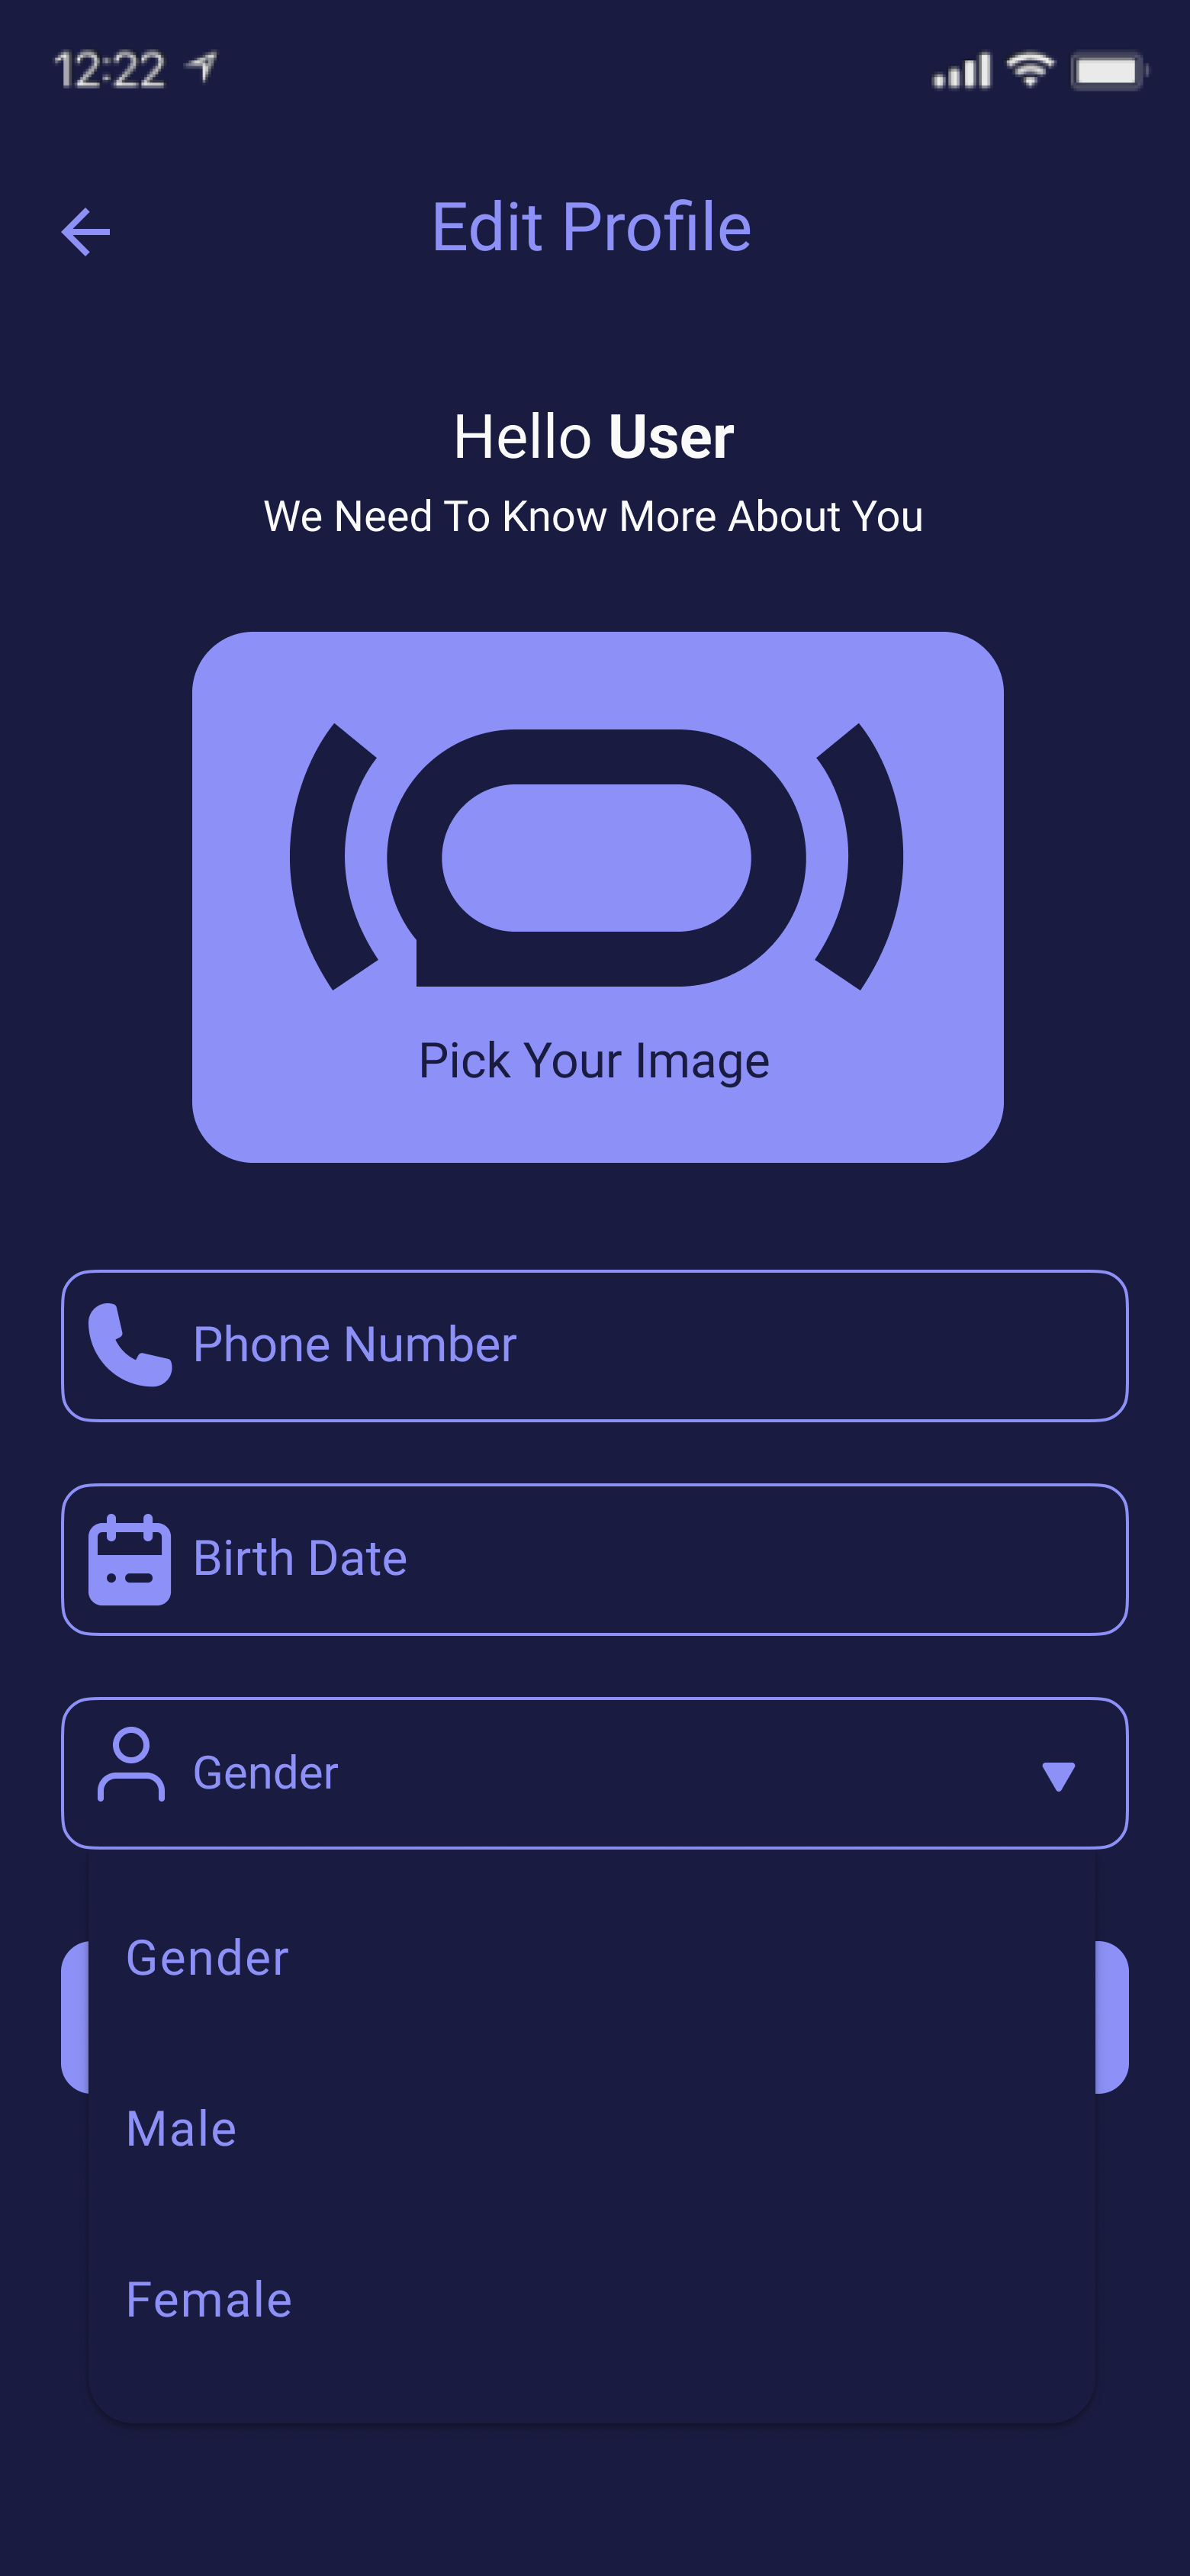 12:22
Edit Profile
Hello User
We Need To Know More About You
Pick Your Image
Phone Number
Birth Date
Gender
Gender
Male
Female